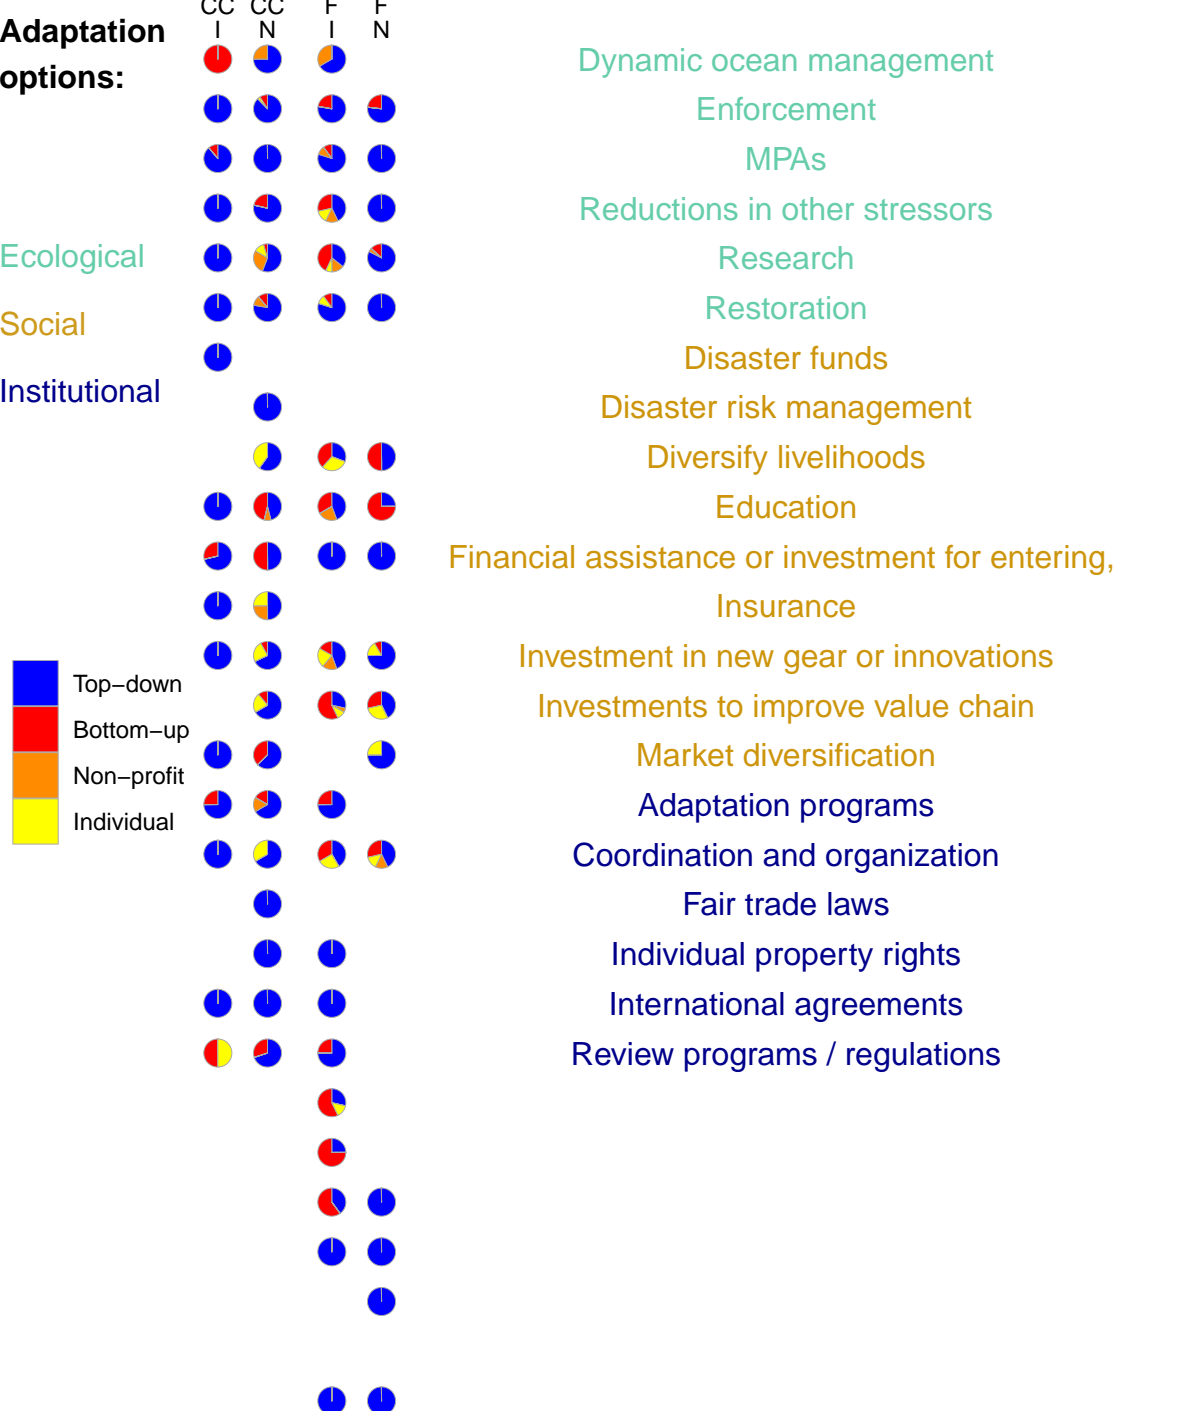 CC CC F F
I N I N
Adaptation
options:
Dynamic ocean management
Enforcement
MPAs
Reductions in other stressors
Ecological
Research
Restoration
Social
Disaster funds
Institutional
Disaster risk management
Diversify livelihoods
Education
Financial assistance or investment for entering,
Insurance
Investment in new gear or innovations
Top−down
Investments to improve value chain
Bottom−up
Market diversification
Non−profit
Adaptation programs
Individual
Coordination and organization
Fair trade laws
Individual property rights
International agreements
Review programs / regulations